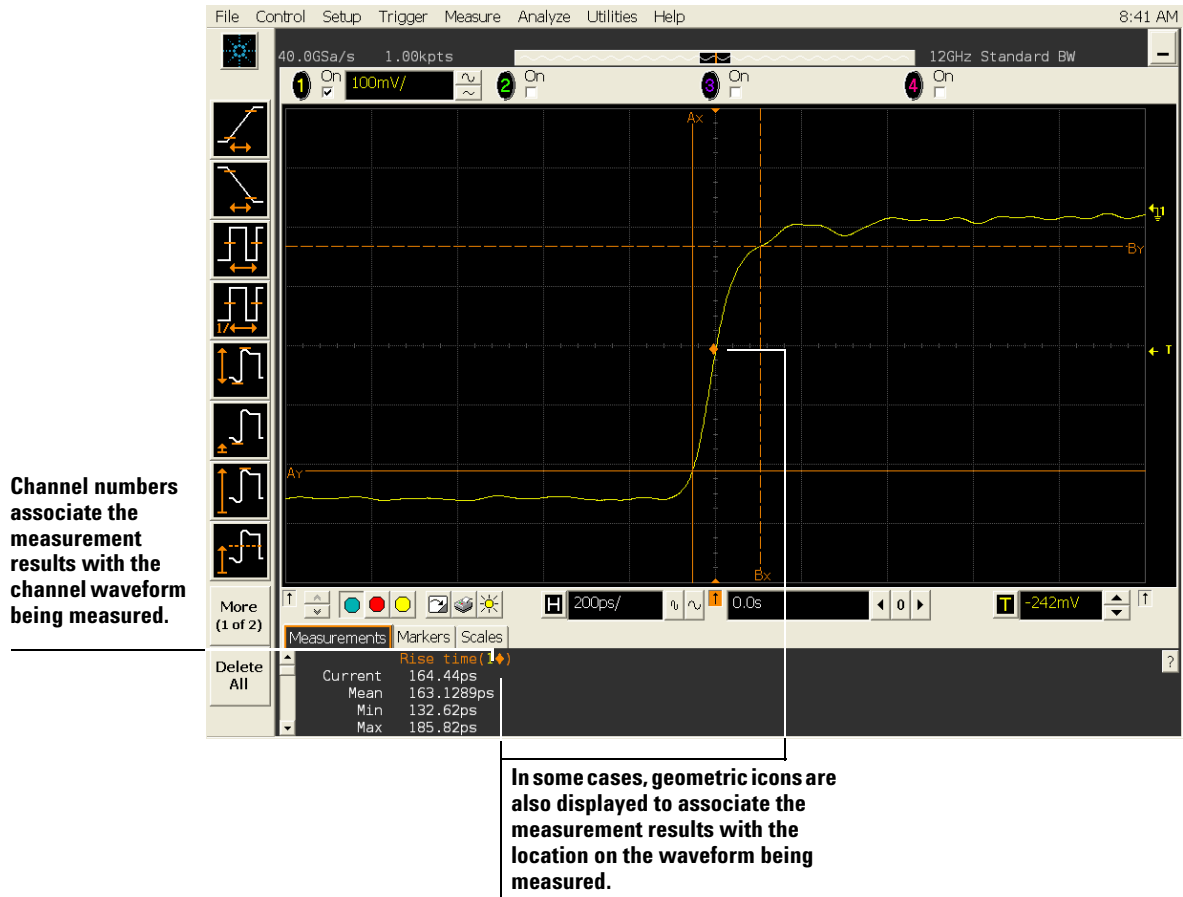 File Control Setup Trigger Measure Analyze Utilities Help 8:41 AM
40.0GSa/s 1.00kpts 12GHz Standard BW
1 On 100mV/ 2 On 3 On 4 On
Ax
1
By
T
Ay
Bx
1/
Channel numbers
associate the
measurement
results with the
channel waveform
being measured.
More
(1 of 2)
Delete
All
H 200ps/ 0.0s 0 T -242mV
Measurements Markers Scales
Rise time(1♦)
?
Current 164.44ps
Mean 163.1289ps
Min 132.62ps
Max 185.82ps
In some cases, geometric icons are
also displayed to associate the
measurement results with the
location on the waveform being
measured.